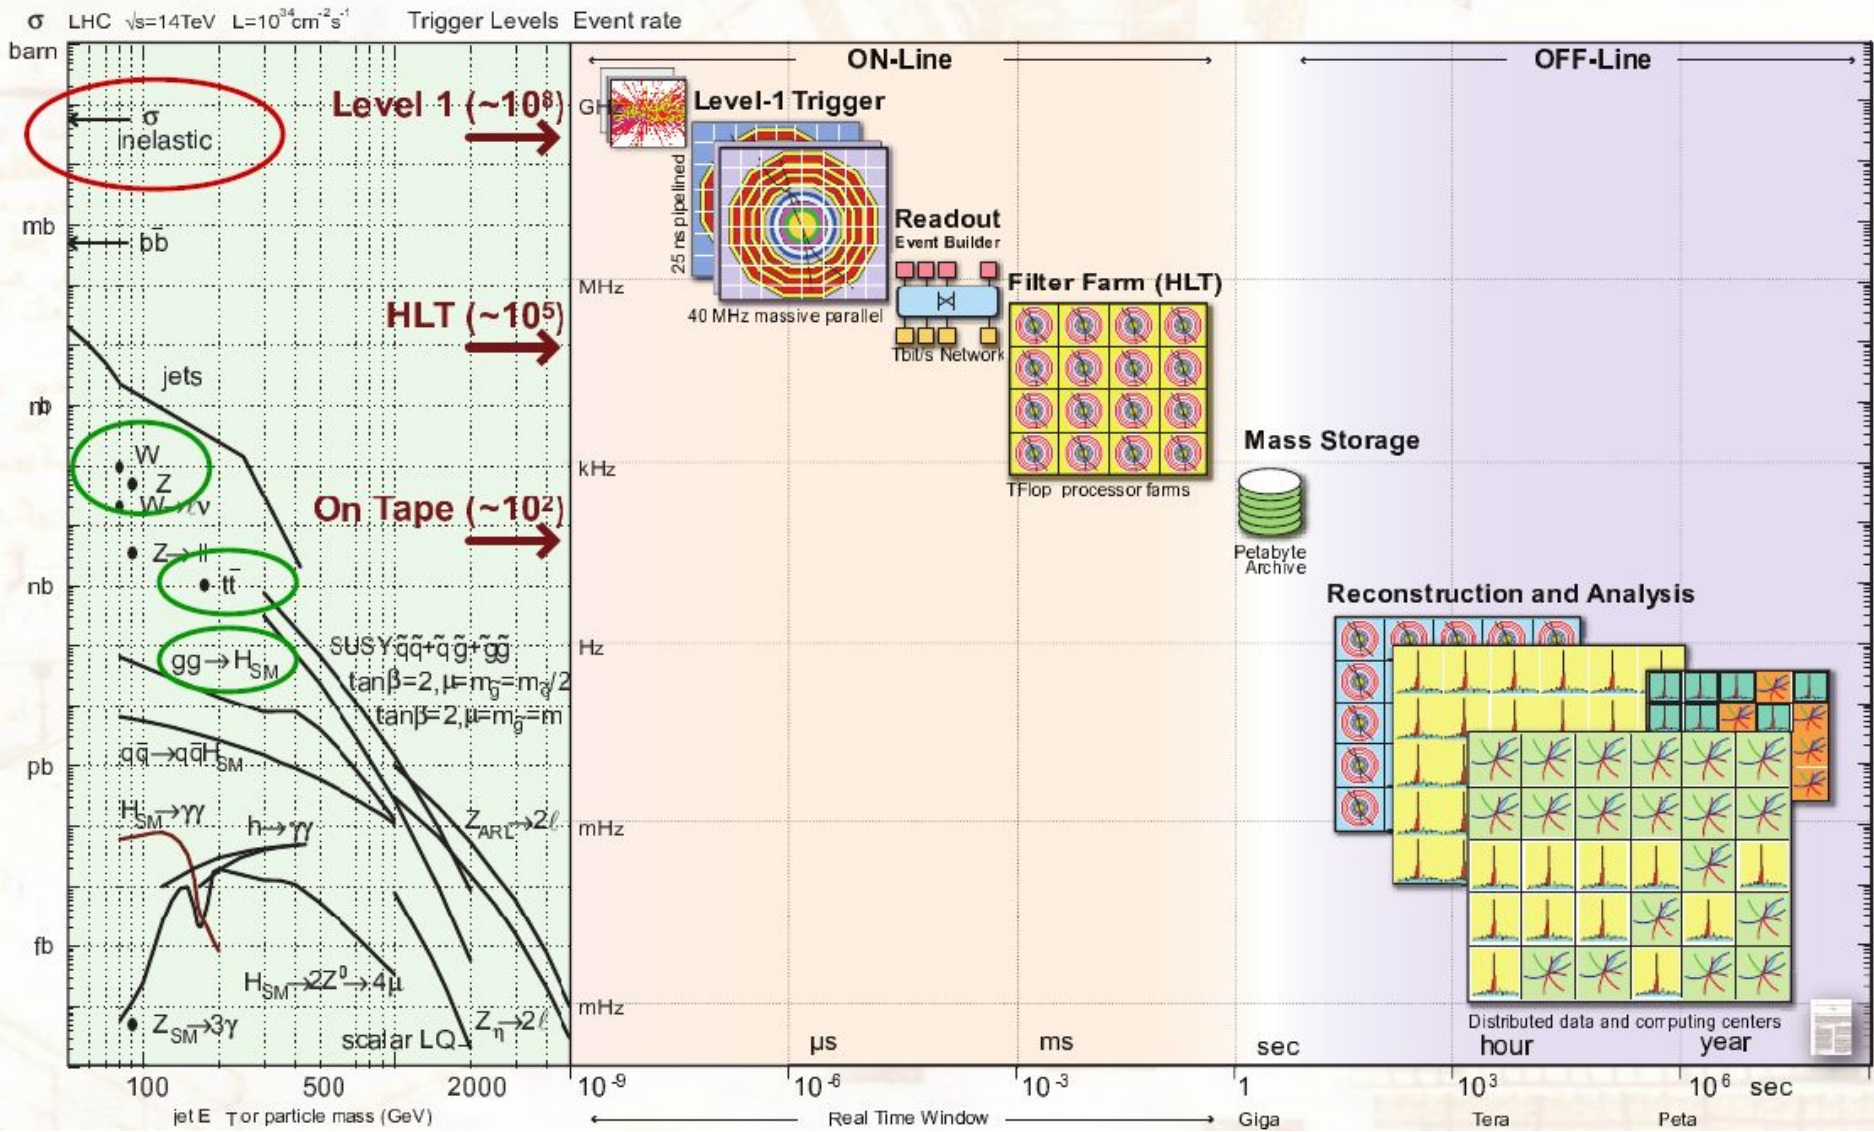 σ LHC √s=14TeV L=10³⁴cm⁻²s⁻¹ Trigger Levels Event rate
barn
mb
nb
pb
fb
σ
inelastic
bb̄
jets
W
Z
W→ℓν
Z→ll
tt̄
nb
gg→H_SM
SUSY q̃q̃+q̃g̃+g̃g̃
tanβ=2, μ=m_g̃=m_q̃/2
tanβ=2, μ=m_g̃=m
qq̄→qq̄H_SM
H_SM→γγ
h→γγ
Z_ARL→2ℓ
H_SM→2Z⁰→4μ
Z_SM→3γ
scalar LQ
Z_η→2ℓ
100 500 2000
jet E T or particle mass (GeV)
Level 1 (~10⁸)
HLT (~10⁵)
On Tape (~10²)
GHz
MHz
kHz
Hz
mHz
mHz
ON-Line
OFF-Line
Level-1 Trigger
25 ns pipelined
40 MHz massive parallel
Readout
Event Builder
Tbit/s Network
Filter Farm (HLT)
TFlop processor farms
Mass Storage
Petabyte
Archive
Reconstruction and Analysis
Distributed data and computing centers
μs ms sec hour year
10⁻⁹ 10⁻⁶ 10⁻³ 1 10³ 10⁶ sec
Real Time Window Giga Tera Peta